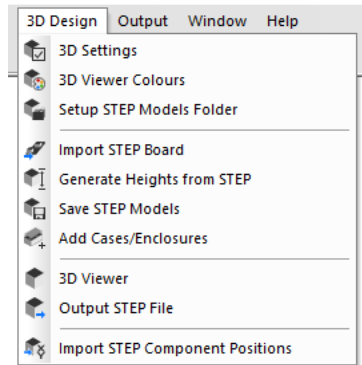 3D Design Output Window Help
3D Settings
3D Viewer Colours
Setup STEP Models Folder
Import STEP Board
Generate Heights from STEP
Save STEP Models
Add Cases/Enclosures
3D Viewer
Output STEP File
Import STEP Component Positions